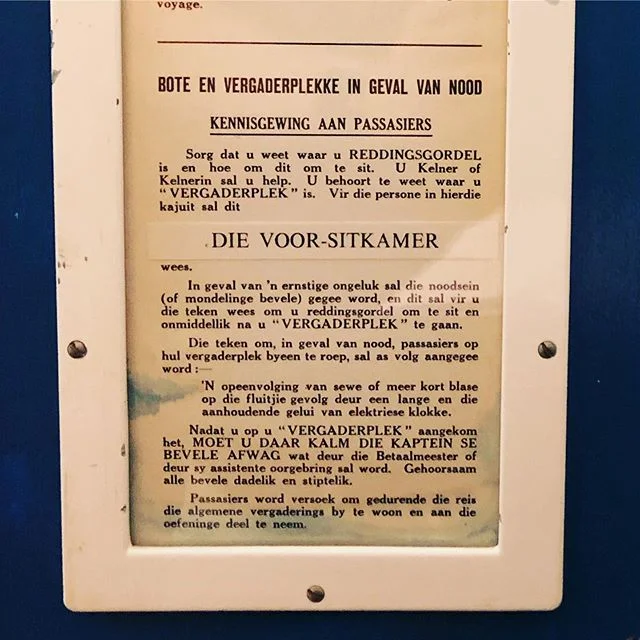 voyage.
BOTE EN VERGADERPLEKKE IN GEVAL VAN NOOD
KENNISGEWING AAN PASSASIERS
Sorg dat u weet waar u REDDINGSGORDEL
is en hoe om dit om te sit. U Kelner of
Kelnerin sal u help. U behoort te weet waar u
"VERGADERPLEK" is. Vir die persone in hierdie
kajuit sal dit
DIE VOOR-SITKAMER
wees.
In geval van 'n ernstige ongeluk sal die noodsein
(of mondelinge bevele) gegee word, en dit sal vir u
die teken wees om u reddingsgordel om te sit en
onmiddellik na u "VERGADERPLEK" te gaan.
Die teken om, in geval van nood, passasiers op
hul vergaderplek byeen te roep, sal as volg aangegee
word :—
'N opeenvolging van sewe of meer kort blase
op die fluitjie gevolg deur een lange en die
aanhoudende gelui van elektriese klokke.
Nadat u op u "VERGADERPLEK" aangekom
het, MOET U DAAR KALM DIE KAPTEIN SE
BEVELE AFWAG wat deur die Betaalmeester of
deur sy assistente oorgebring sal word. Gehoorsaam
alle bevele dadelik en stiptelik.
Passasiers word versoek om gedurende die reis
die algemene vergaderings by te woon en aan die
oefeninge deel te neem.